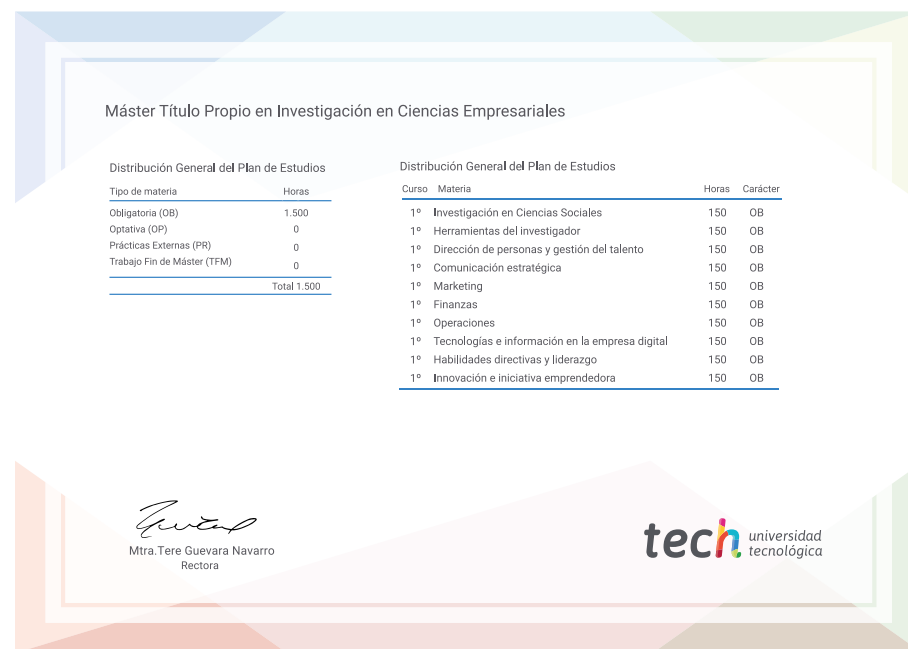 Máster Título Propio en Investigación en Ciencias Empresariales
Distribución General del Plan de Estudios
Tipo de materia Horas
Obligatoria (OB) 1.500
Optativa (OP) 0
Prácticas Externas (PR) 0
Trabajo Fin de Máster (TFM) 0
Total 1.500
Distribución General del Plan de Estudios
Curso Materia Horas Carácter
1º Investigación en Ciencias Sociales 150 OB
1º Herramientas del investigador 150 OB
1º Dirección de personas y gestión del talento 150 OB
1º Comunicación estratégica 150 OB
1º Marketing 150 OB
1º Finanzas 150 OB
1º Operaciones 150 OB
1º Tecnologías e información en la empresa digital 150 OB
1º Habilidades directivas y liderazgo 150 OB
1º Innovación e iniciativa emprendedora 150 OB
Mtra.Tere Guevara Navarro
Rectora
tech universidad
tecnológica